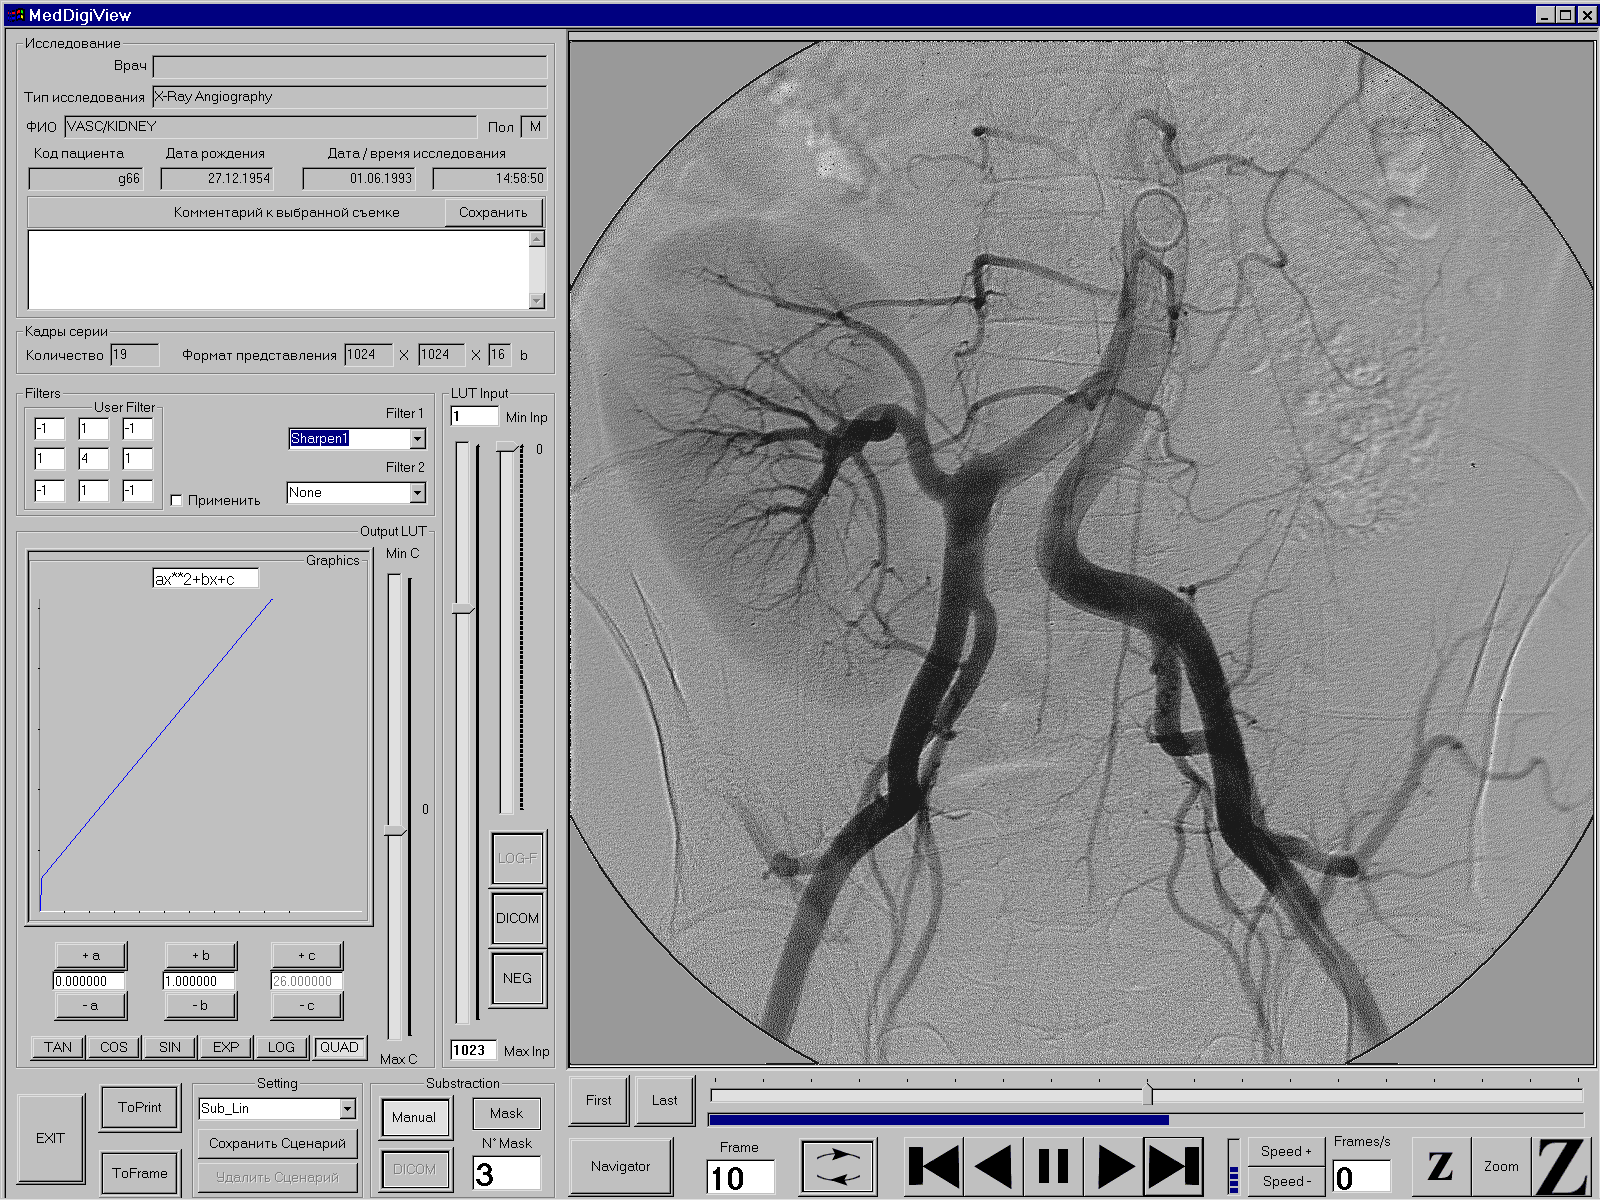 MedDigiView
Исследование
Врач
Тип исследования X-Ray Angiography
ФИО VASC/KIDNEY Пол M
Код пациента Дата рождения Дата / время исследования
g66 27.12.1954 01.06.1993 14:58:50
Комментарий к выбранной съемке Сохранить
Кадры серии
Количество 19 Формат представления 1024 X 1024 X 16 b
Filters
User Filter
-1 1 -1
1 4 1
-1 1 -1
Filter 1
Sharpen1
Filter 2
None
Применить
LUT Input
1 Min Inp
0
Output LUT
Graphics
ax**2+bx+c
Min C
0
LOG-F
DICOM
NEG
+ a + b + c
0.000000 1.000000 26.000000
- a - b - c
TAN COS SIN EXP LOG QUAD
Max C
1023 Max Inp
EXIT
ToPrint
ToFrame
Setting
Sub_Lin
Сохранить Сценарий
Удалить Сценарий
Substraction
Manual Mask
N° Mask
DICOM 3
First Last
Navigator
Frame
10
Speed +
Speed -
Frames/s
0
Z Zoom Z